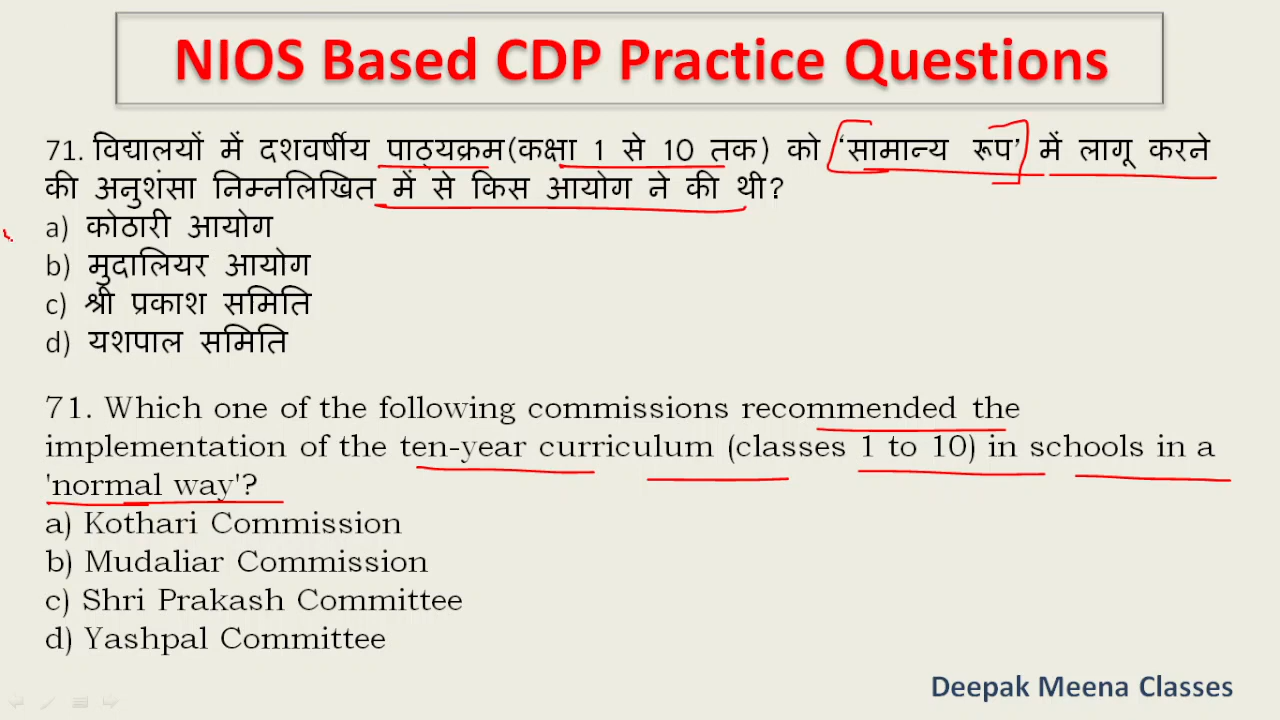 NIOS Based CDP Practice Questions
71. विद्यालयों में दशवर्षीय पाठ्यक्रम(कक्षा 1 से 10 तक) को 'सामान्य रूप' में लागू करने
की अनुशंसा निम्नलिखित में से किस आयोग ने की थी?
a) कोठारी आयोग
b) मुदालियर आयोग
c) श्री प्रकाश समिति
d) यशपाल समिति
71. Which one of the following commissions recommended the
implementation of the ten-year curriculum (classes 1 to 10) in schools in a
'normal way'?
a) Kothari Commission
b) Mudaliar Commission
c) Shri Prakash Committee
d) Yashpal Committee
Deepak Meena Classes